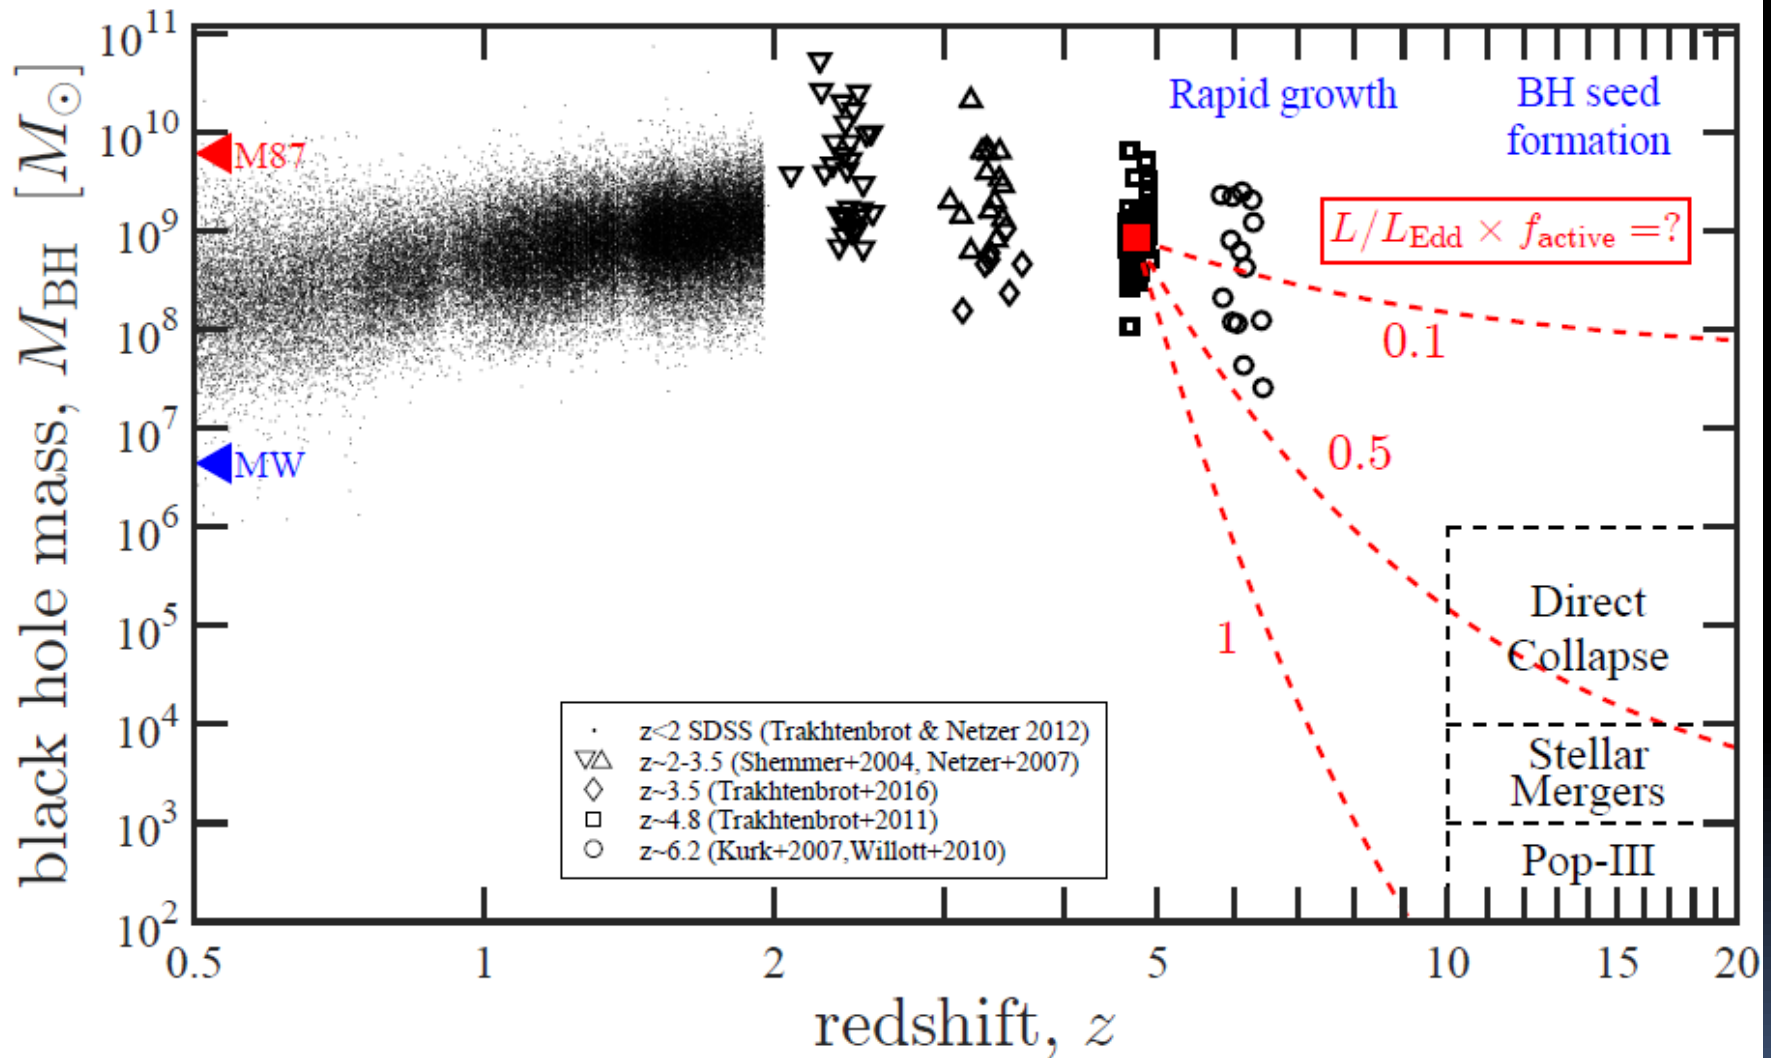 black hole mass, M_BH [M_⊙]
10^11
10^10
10^9
10^8
10^7
10^6
10^5
10^4
10^3
10^2
M87
MW
Rapid growth
BH seed
formation
L/L_Edd × f_active =?
0.1
0.5
1
Direct
Collapse
Stellar
Mergers
Pop-III
z<2 SDSS (Trakhtenbrot & Netzer 2012)
z~2-3.5 (Shemmer+2004, Netzer+2007)
z~3.5 (Trakhtenbrot+2016)
z~4.8 (Trakhtenbrot+2011)
z~6.2 (Kurk+2007,Willott+2010)
0.5 1 2 5 10 15 20
redshift, z